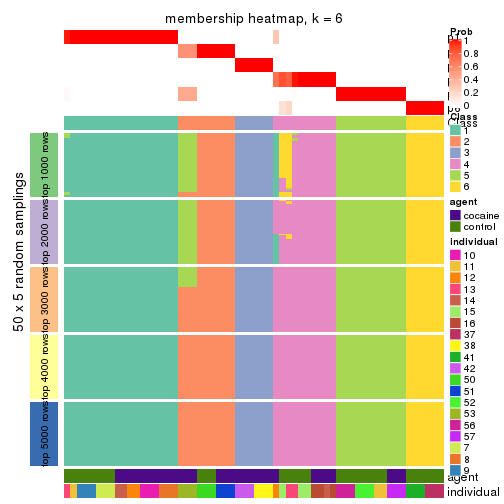 membership heatmap, k = 6
50 x 5 random samplings
top 1000 rows
top 2000 rows
top 3000 rows
top 4000 rows
top 5000 rows
Class
agent
individual
Prob
1
0.8
0.6
0.4
0.2
0
Class
1
2
3
4
5
6
agent
cocaine
control
individual
10
11
12
13
14
15
16
37
38
41
42
50
51
52
53
56
57
7
8
9